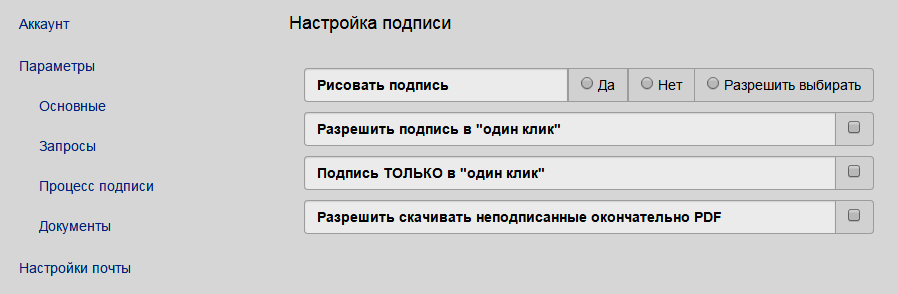 Аккаунт
Параметры
Основные
Запросы
Процесс подписи
Документы
Настройки почты
Настройка подписи
Рисовать подпись Да Нет Разрешить выбирать
Разрешить подпись в "один клик"
Подпись ТОЛЬКО в "один клик"
Разрешить скачивать неподписанные окончательно PDF